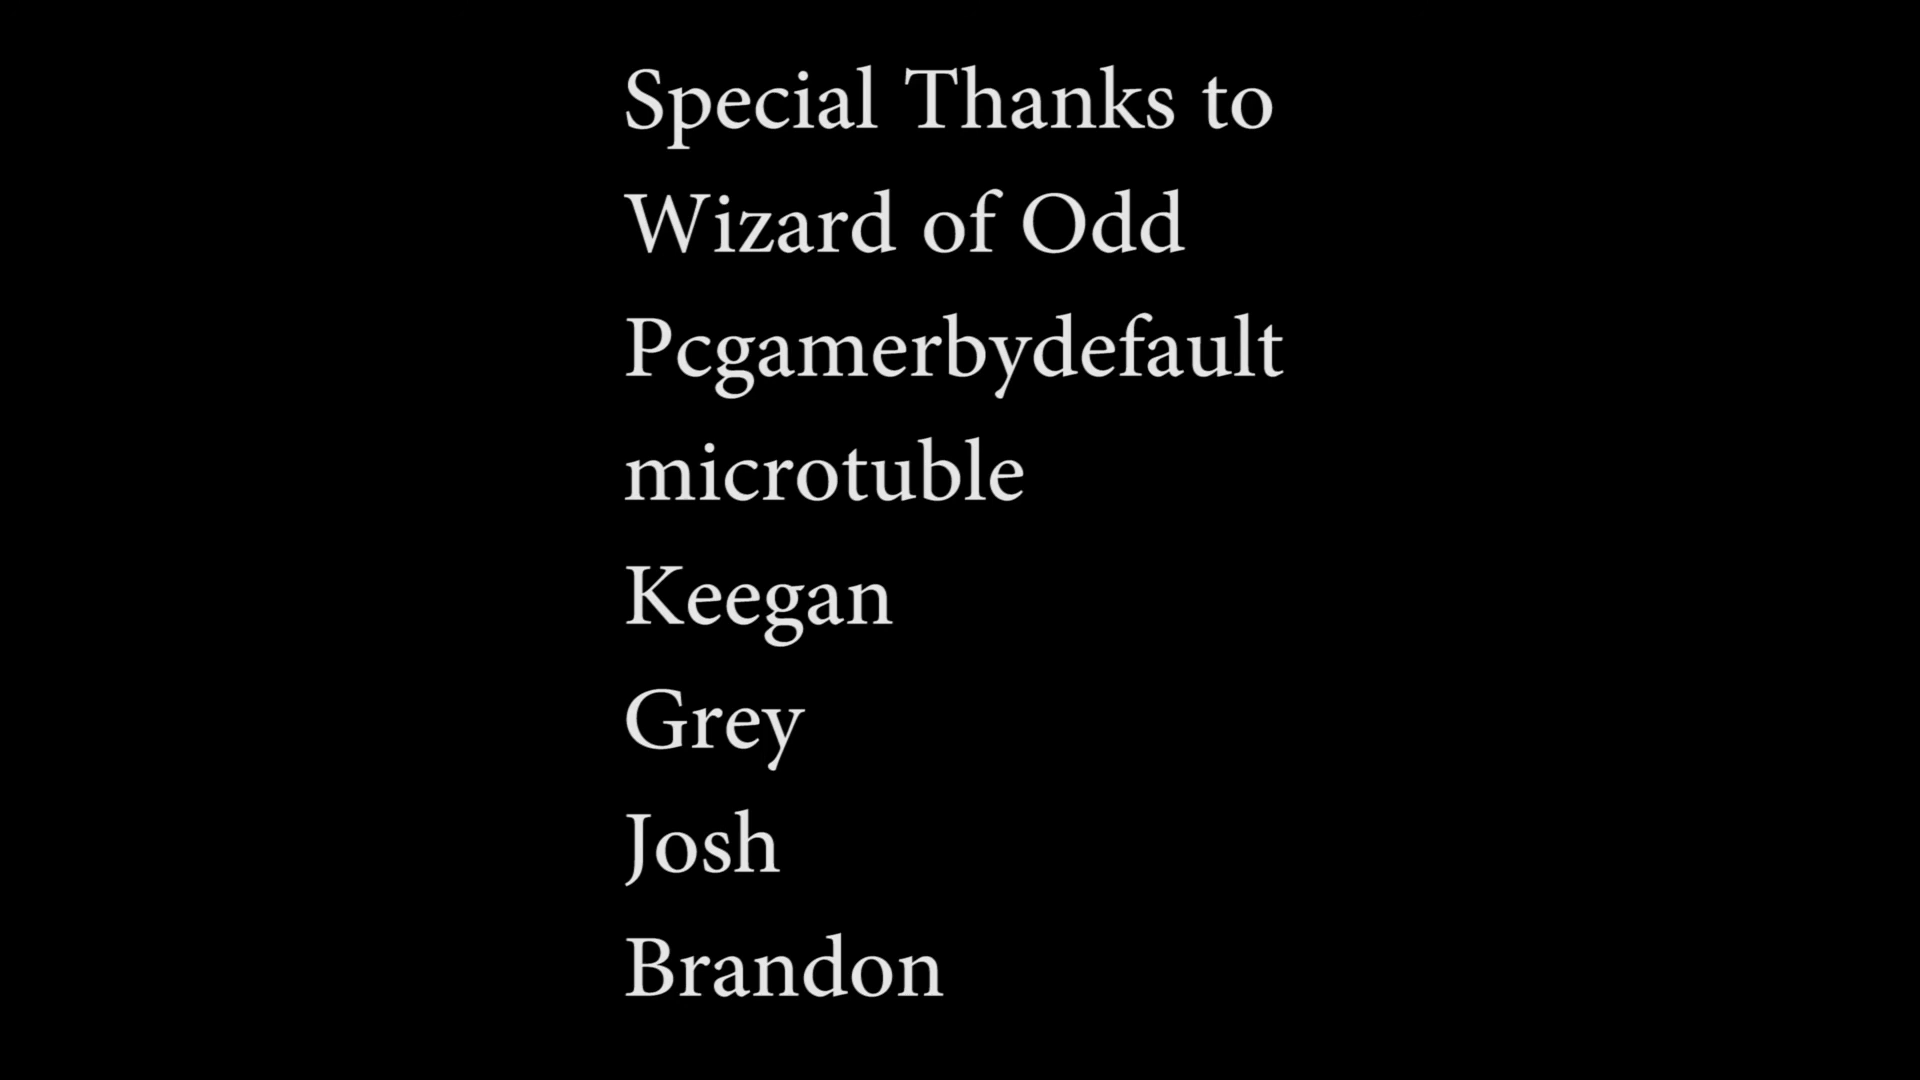 Special Thanks to
Wizard of Odd
Pcgamerbydefault
microtuble
Keegan
Grey
Josh
Brandon